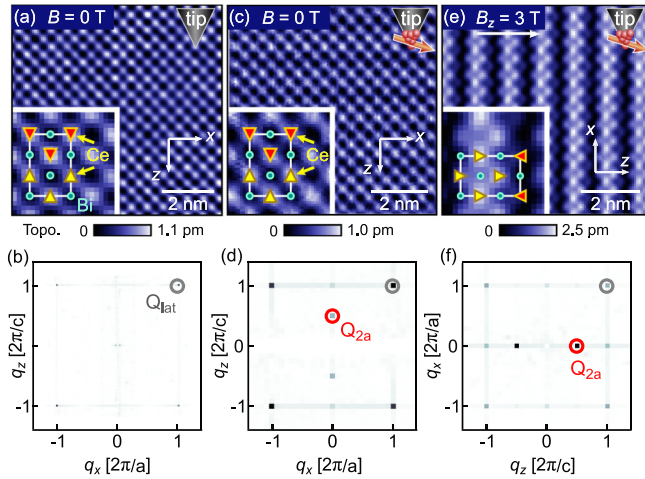 (a) B = 0 T tip
Ce
Bi
x
z
2 nm
(c) B = 0 T tip
Ce
x
z
2 nm
(e) Bz = 3 T tip
x
z
2 nm
Topo. 0 1.1 pm
0 1.0 pm
0 2.5 pm
(b)
1
0
-1
qz [2π/c]
Qlat
-1 0 1
qx [2π/a]
(d)
1
0
-1
qz [2π/c]
Q2a
-1 0 1
qx [2π/a]
(f)
1
0
-1
qx [2π/a]
Q2a
-1 0 1
qz [2π/c]